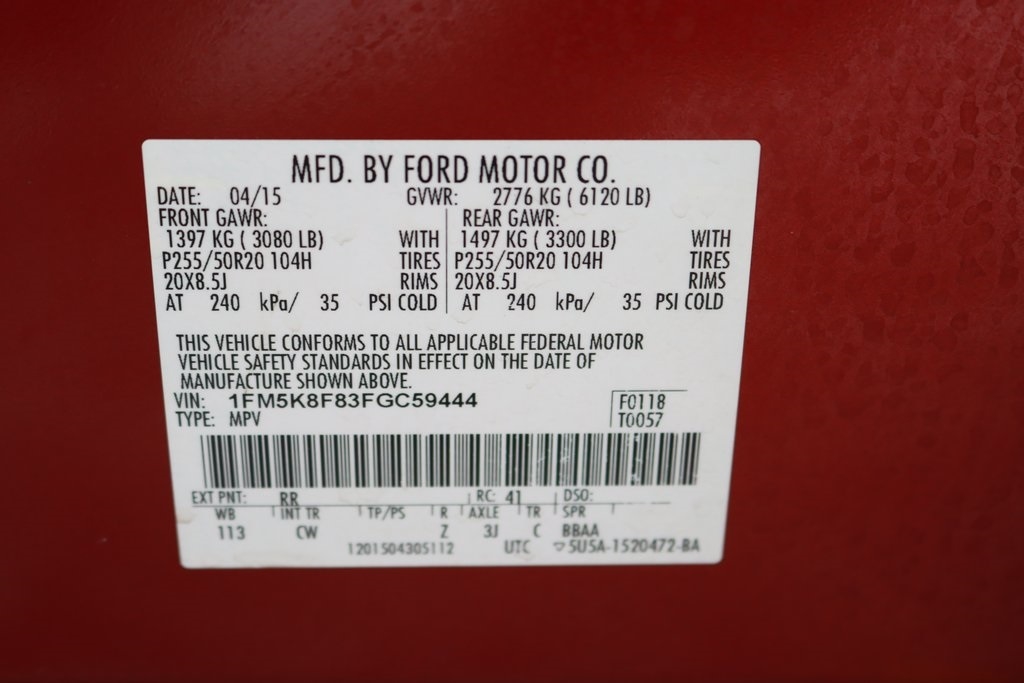 MFD. BY FORD MOTOR CO.
DATE: 04/15 GVWR: 2776 KG ( 6120 LB)
FRONT GAWR: REAR GAWR:
1397 KG ( 3080 LB) WITH 1497 KG ( 3300 LB) WITH
P255/50R20 104H TIRES P255/50R20 104H TIRES
20X8.5J RIMS 20X8.5J RIMS
AT 240 kPa/ 35 PSI COLD AT 240 kPa/ 35 PSI COLD
THIS VEHICLE CONFORMS TO ALL APPLICABLE FEDERAL MOTOR
VEHICLE SAFETY STANDARDS IN EFFECT ON THE DATE OF
MANUFACTURE SHOWN ABOVE.
VIN: 1FM5K8F83FGC59444 F0118
TYPE: MPV T0057
EXT PNT: RR RC: 41 DSO:
WB INT TR TP/PS R AXLE TR SPR
113 CW Z 3J C BBAA
1201504305112 UTC ▽5U5A-1520472-BA